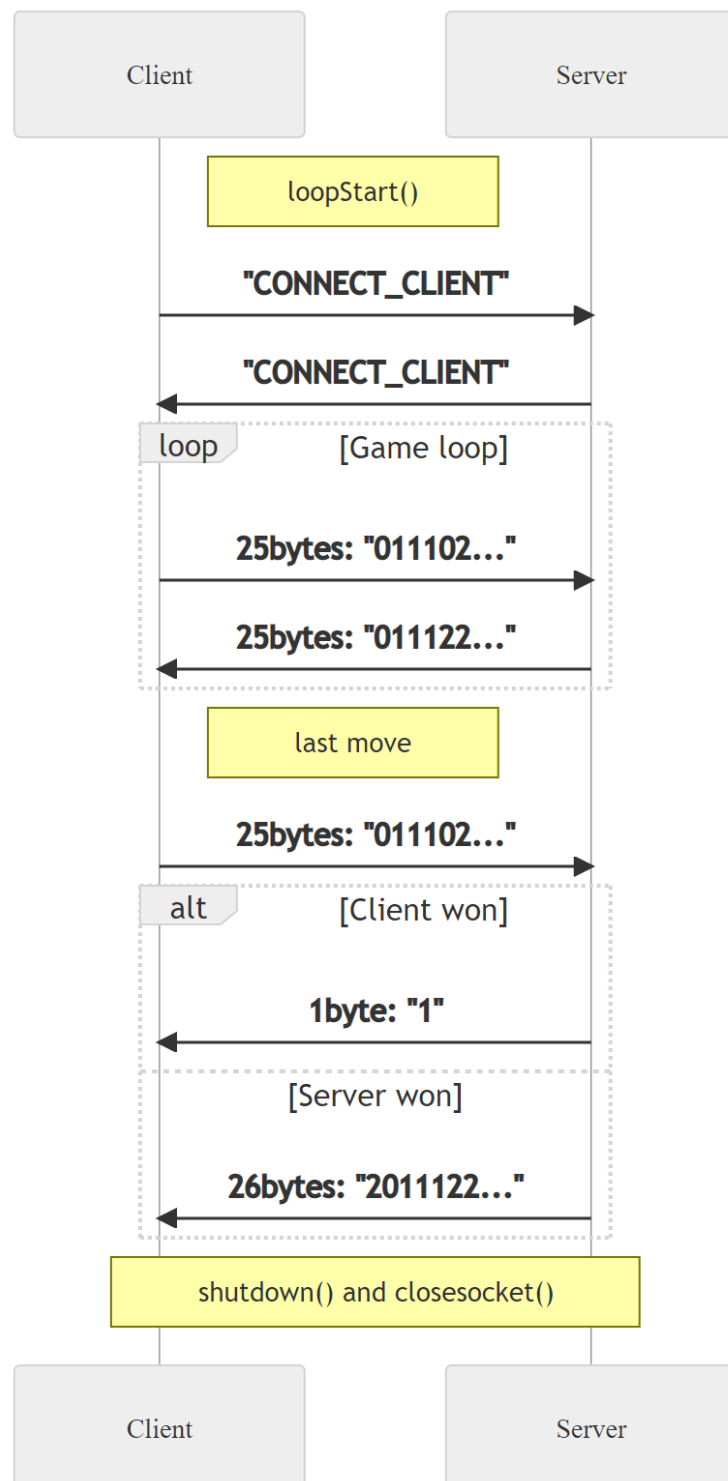 Client
Server
loopStart()
"CONNECT_CLIENT"
"CONNECT_CLIENT"
loop
[Game loop]
25bytes: "011102..."
25bytes: "011122..."
last move
25bytes: "011102..."
alt
[Client won]
1byte: "1"
[Server won]
26bytes: "2011122..."
shutdown() and closesocket()
Client
Server